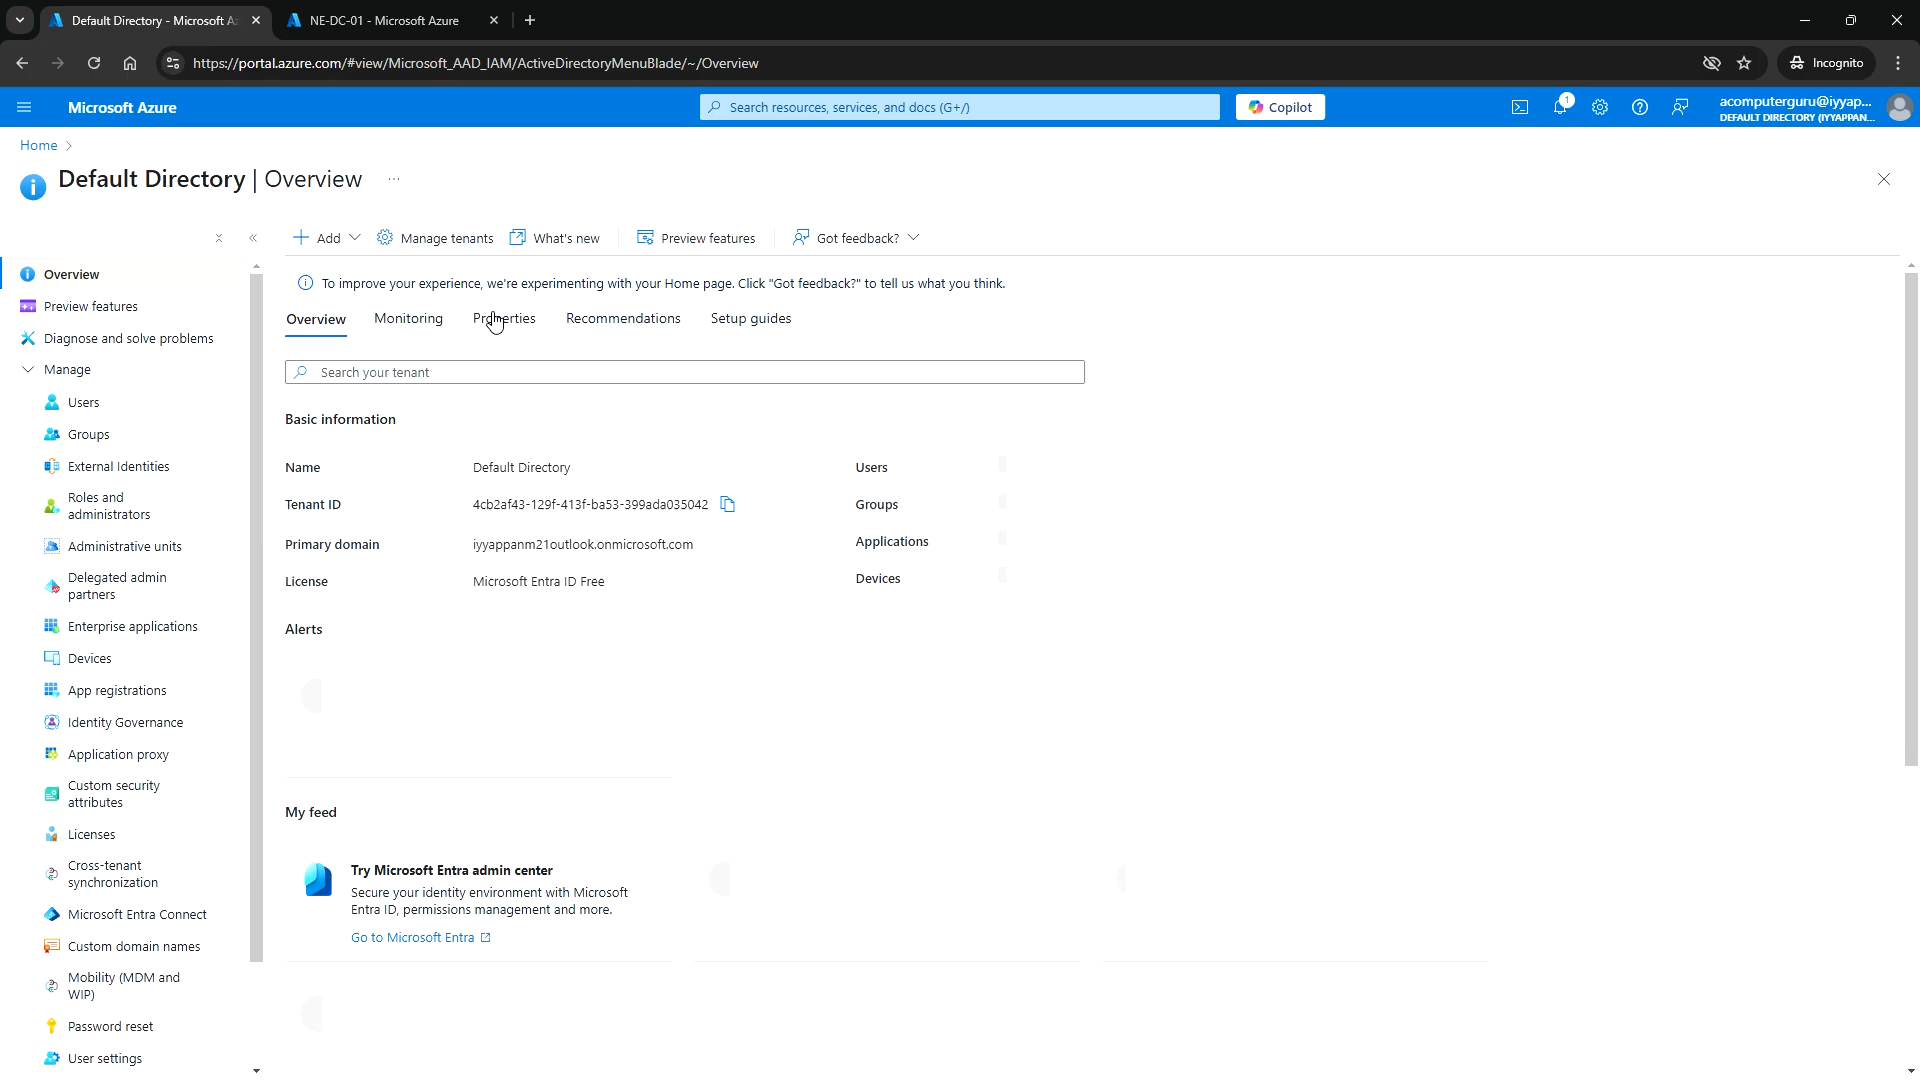 Default Directory - Microsoft A
NE-DC-01 - Microsoft Azure
https://portal.azure.com/#view/Microsoft_AAD_IAM/ActiveDirectoryMenuBlade/~/Overview
Incognito
Microsoft Azure
Search resources, services, and docs (G+/)
Copilot
1
acomputerguru@iyyap...
DEFAULT DIRECTORY (IYYAPPAN...
Home
Default Directory | Overview
...
Add
Manage tenants
What's new
Preview features
Got feedback?
To improve your experience, we're experimenting with your Home page. Click "Got feedback?" to tell us what you think.
Overview
Monitoring
Properties
Recommendations
Setup guides
Search your tenant
Basic information
Name
Default Directory
Users
Tenant ID
4cb2af43-129f-413f-ba53-399ada035042
Groups
Primary domain
iyyappanm21outlook.onmicrosoft.com
Applications
License
Microsoft Entra ID Free
Devices
Alerts
My feed
Try Microsoft Entra admin center
Secure your identity environment with Microsoft
Entra ID, permissions management and more.
Go to Microsoft Entra
Overview
Preview features
Diagnose and solve problems
Manage
Users
Groups
External Identities
Roles and
administrators
Administrative units
Delegated admin
partners
Enterprise applications
Devices
App registrations
Identity Governance
Application proxy
Custom security
attributes
Licenses
Cross-tenant
synchronization
Microsoft Entra Connect
Custom domain names
Mobility (MDM and
WIP)
Password reset
User settings